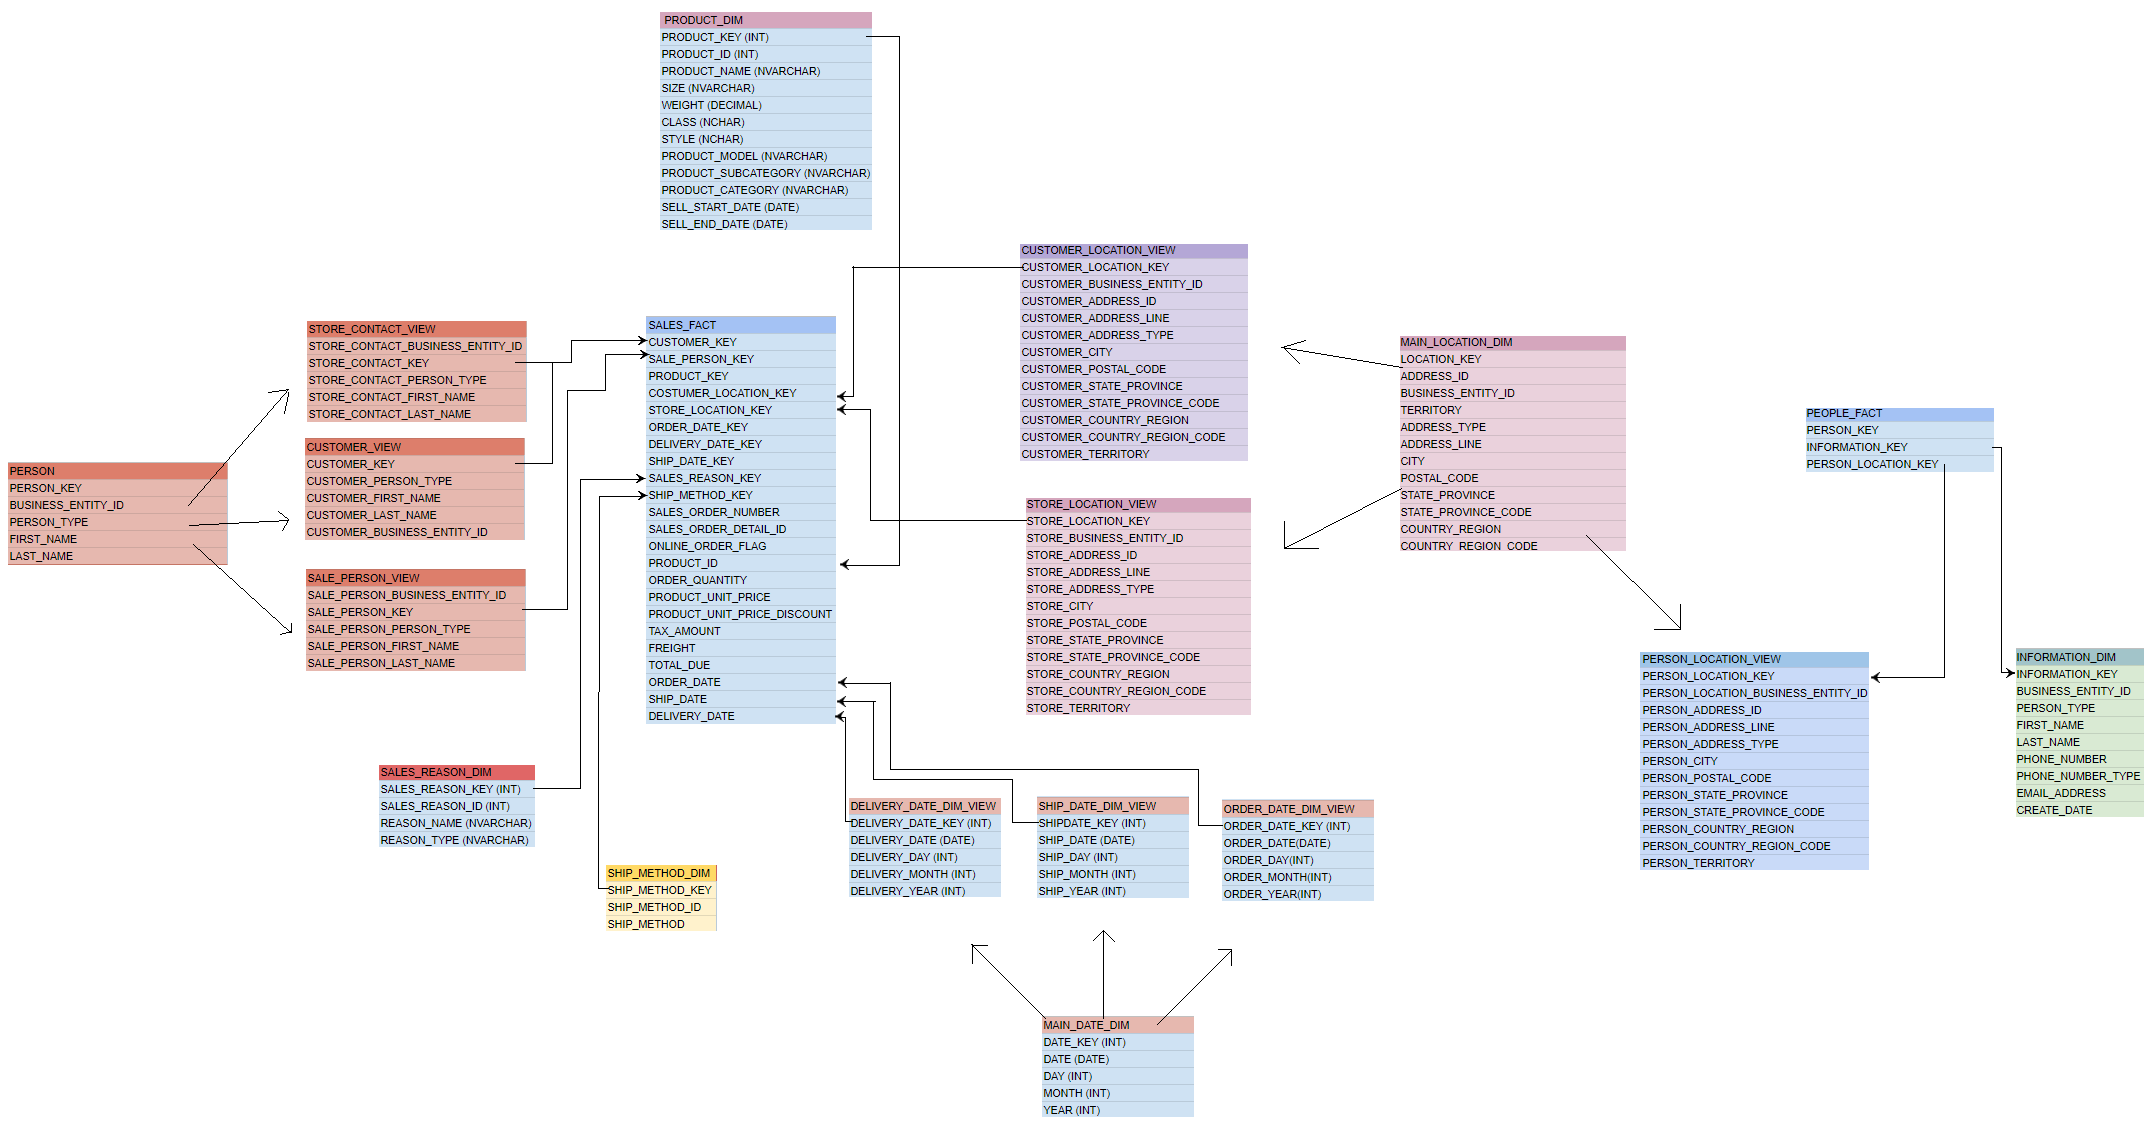 PRODUCT_DIM
PRODUCT_KEY (INT)
PRODUCT_ID (INT)
PRODUCT_NAME (NVARCHAR)
SIZE (NVARCHAR)
WEIGHT (DECIMAL)
CLASS (NCHAR)
STYLE (NCHAR)
PRODUCT_MODEL (NVARCHAR)
PRODUCT_SUBCATEGORY (NVARCHAR)
PRODUCT_CATEGORY (NVARCHAR)
SELL_START_DATE (DATE)
SELL_END_DATE (DATE)
PERSON
PERSON_KEY
BUSINESS_ENTITY_ID
PERSON_TYPE
FIRST_NAME
LAST_NAME
STORE_CONTACT_VIEW
STORE_CONTACT_BUSINESS_ENTITY_ID
STORE_CONTACT_KEY
STORE_CONTACT_PERSON_TYPE
STORE_CONTACT_FIRST_NAME
STORE_CONTACT_LAST_NAME
CUSTOMER_VIEW
CUSTOMER_KEY
CUSTOMER_PERSON_TYPE
CUSTOMER_FIRST_NAME
CUSTOMER_LAST_NAME
CUSTOMER_BUSINESS_ENTITY_ID
SALE_PERSON_VIEW
SALE_PERSON_BUSINESS_ENTITY_ID
SALE_PERSON_KEY
SALE_PERSON_PERSON_TYPE
SALE_PERSON_FIRST_NAME
SALE_PERSON_LAST_NAME
SALES_FACT
CUSTOMER_KEY
SALE_PERSON_KEY
PRODUCT_KEY
COSTUMER_LOCATION_KEY
STORE_LOCATION_KEY
ORDER_DATE_KEY
DELIVERY_DATE_KEY
SHIP_DATE_KEY
SALES_REASON_KEY
SHIP_METHOD_KEY
SALES_ORDER_NUMBER
SALES_ORDER_DETAIL_ID
ONLINE_ORDER_FLAG
PRODUCT_ID
ORDER_QUANTITY
PRODUCT_UNIT_PRICE
PRODUCT_UNIT_PRICE_DISCOUNT
TAX_AMOUNT
FREIGHT
TOTAL_DUE
ORDER_DATE
SHIP_DATE
DELIVERY_DATE
CUSTOMER_LOCATION_VIEW
CUSTOMER_LOCATION_KEY
CUSTOMER_BUSINESS_ENTITY_ID
CUSTOMER_ADDRESS_ID
CUSTOMER_ADDRESS_LINE
CUSTOMER_ADDRESS_TYPE
CUSTOMER_CITY
CUSTOMER_POSTAL_CODE
CUSTOMER_STATE_PROVINCE
CUSTOMER_STATE_PROVINCE_CODE
CUSTOMER_COUNTRY_REGION
CUSTOMER_COUNTRY_REGION_CODE
CUSTOMER_TERRITORY
STORE_LOCATION_VIEW
STORE_LOCATION_KEY
STORE_BUSINESS_ENTITY_ID
STORE_ADDRESS_ID
STORE_ADDRESS_LINE
STORE_ADDRESS_TYPE
STORE_CITY
STORE_POSTAL_CODE
STORE_STATE_PROVINCE
STORE_STATE_PROVINCE_CODE
STORE_COUNTRY_REGION
STORE_COUNTRY_REGION_CODE
STORE_TERRITORY
MAIN_LOCATION_DIM
LOCATION_KEY
ADDRESS_ID
BUSINESS_ENTITY_ID
TERRITORY
ADDRESS_TYPE
ADDRESS_LINE
CITY
POSTAL_CODE
STATE_PROVINCE
STATE_PROVINCE_CODE
COUNTRY_REGION
COUNTRY_REGION_CODE
PEOPLE_FACT
PERSON_KEY
INFORMATION_KEY
PERSON_LOCATION_KEY
PERSON_LOCATION_VIEW
PERSON_LOCATION_KEY
PERSON_LOCATION_BUSINESS_ENTITY_ID
PERSON_ADDRESS_ID
PERSON_ADDRESS_LINE
PERSON_ADDRESS_TYPE
PERSON_CITY
PERSON_POSTAL_CODE
PERSON_STATE_PROVINCE
PERSON_STATE_PROVINCE_CODE
PERSON_COUNTRY_REGION
PERSON_COUNTRY_REGION_CODE
PERSON_TERRITORY
INFORMATION_DIM
INFORMATION_KEY
BUSINESS_ENTITY_ID
PERSON_TYPE
FIRST_NAME
LAST_NAME
PHONE_NUMBER
PHONE_NUMBER_TYPE
EMAIL_ADDRESS
CREATE_DATE
SALES_REASON_DIM
SALES_REASON_KEY (INT)
SALES_REASON_ID (INT)
REASON_NAME (NVARCHAR)
REASON_TYPE (NVARCHAR)
SHIP_METHOD_DIM
SHIP_METHOD_KEY
SHIP_METHOD_ID
SHIP_METHOD
DELIVERY_DATE_DIM_VIEW
DELIVERY_DATE_KEY (INT)
DELIVERY_DATE (DATE)
DELIVERY_DAY (INT)
DELIVERY_MONTH (INT)
DELIVERY_YEAR (INT)
SHIP_DATE_DIM_VIEW
SHIPDATE_KEY (INT)
SHIP_DATE (DATE)
SHIP_DAY (INT)
SHIP_MONTH (INT)
SHIP_YEAR (INT)
ORDER_DATE_DIM_VIEW
ORDER_DATE_KEY (INT)
ORDER_DATE(DATE)
ORDER_DAY(INT)
ORDER_MONTH(INT)
ORDER_YEAR(INT)
MAIN_DATE_DIM
DATE_KEY (INT)
DATE (DATE)
DAY (INT)
MONTH (INT)
YEAR (INT)